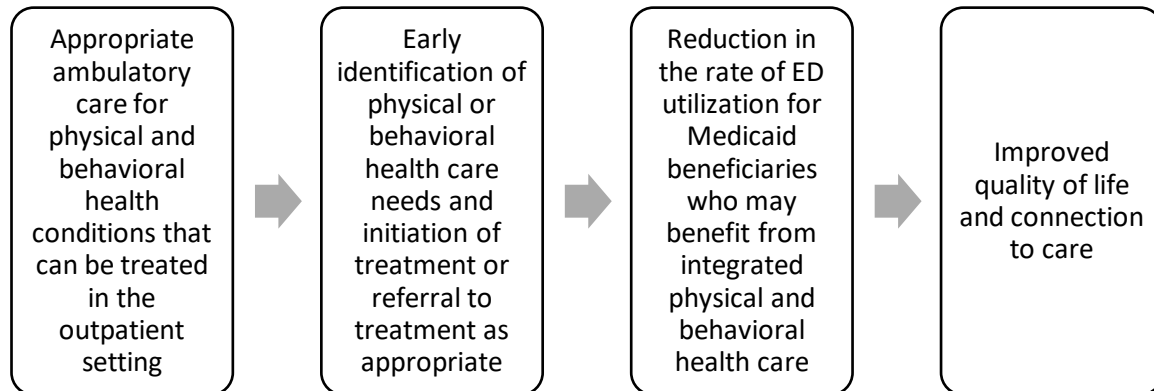 Appropriate
ambulatory
care for
physical and
behavioral
health
conditions that
can be treated
in the
outpatient
setting
Early
identification of
physical or
behavioral
health care
needs and
initiation of
treatment or
referral to
treatment as
appropriate
Reduction in
the rate of ED
utilization for
Medicaid
beneficiaries
who may
benefit from
integrated
physical and
behavioral
health care
Improved
quality of life
and connection
to care